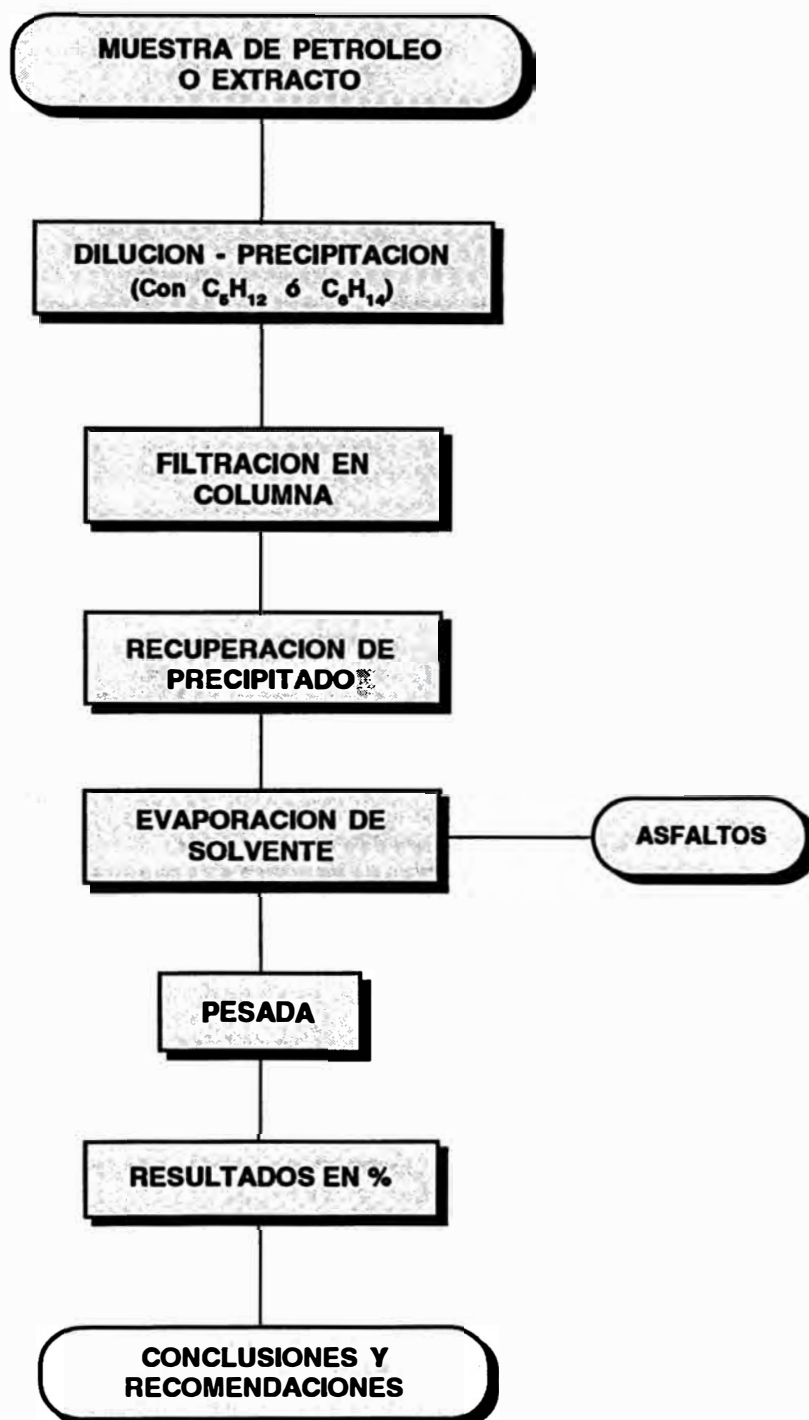 MUESTRA DE PETROLEO
O EXTRACTO
DILUCION - PRECIPITACION
(Con C₅H₁₂ ó C₆H₁₄)
FILTRACION EN
COLUMNA
RECUPERACION DE
PRECIPITADO
EVAPORACION DE
SOLVENTE
ASFALTOS
PESADA
RESULTADOS EN %
CONCLUSIONES Y
RECOMENDACIONES